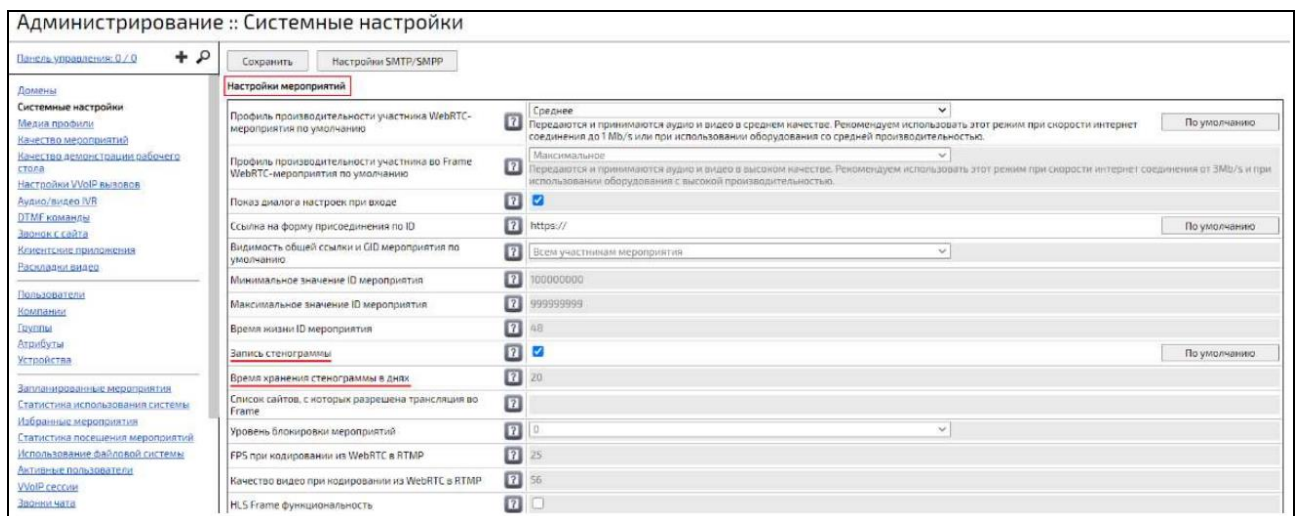 Администрирование :: Системные настройки
Панель управления: 0 / 0
Домены
Системные настройки
Медиа профили
Качество мероприятий
Качество демонстрации рабочего
стола
Настройки VVoIP вызовов
Аудио/видео IVR
DTMF команды
Звонок с сайта
Клиентские приложения
Раскладки видео
Пользователи
Компании
Группы
Атрибуты
Устройства
Запланированные мероприятия
Статистика использования системы
Избранные мероприятия
Статистика посещения мероприятий
Использование файловой системы
Активные пользователи
VVoIP сессии
Звонки чата
Сохранить
Настройки SMTP/SMPP
Настройки мероприятий
Профиль производительности участника WebRTC-
мероприятия по умолчанию
?
Среднее
Передаются и принимаются аудио и видео в среднем качестве. Рекомендуем использовать этот режим при скорости интернет
соединения до 1 Mb/s или при использовании оборудования со средней производительностью.
По умолчанию
Профиль производительности участника во Frame
WebRTC-мероприятия по умолчанию
?
Максимальное
Передаются и принимаются аудио и видео в высоком качестве. Рекомендуем использовать этот режим при скорости интернет соединения от 3Mb/s и при
использовании оборудования с высокой производительностью.
Показ диалога настроек при входе
?
Ссылка на форму присоединения по ID
?
https://
По умолчанию
Видимость общей ссылки и GID мероприятия по
умолчанию
?
Всем участникам мероприятия
Минимальное значение ID мероприятия
?
100000000
Максимальное значение ID мероприятия
?
999999999
Время жизни ID мероприятия
?
48
Запись стенограммы
?
По умолчанию
Время хранения стенограммы в днях
?
20
Список сайтов, с которых разрешена трансляция во
Frame
?
Уровень блокировки мероприятий
?
0
FPS при кодировании из WebRTC в RTMP
?
25
Качество видео при кодировании из WebRTC в RTMP
?
56
HLS Frame функциональность
?